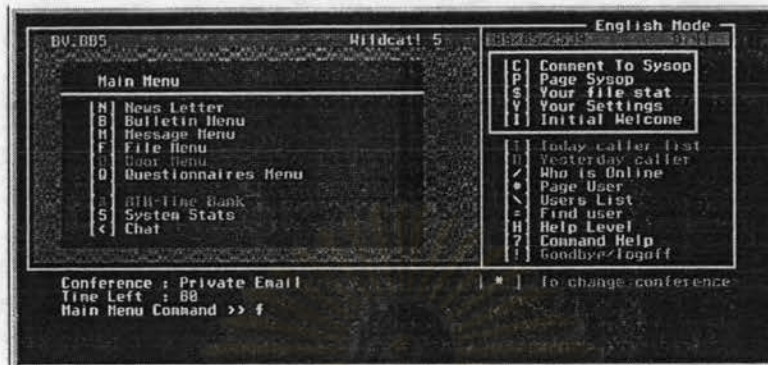 English Mode
BV.BBS Wildcat! 5
Main Menu
[N] News Letter
[B] Bulletin Menu
[M] Message Menu
[F] File Menu
Door Menu
[Q] Questionnaires Menu
ATM-Time Bank
[S] System Stats
[<] Chat
[C] Comment To Sysop
[P] Page Sysop
[$] Your file stat
[Y] Your Settings
[I] Initial Welcome
Today caller list
Yesterday caller
[/] Who is Online
[*] Page User
[\] Users List
[=] Find user
[H] Help Level
[?] Command Help
[!] Goodbye/logoff
Conference : Private Email
[ * ] To change conference
Time Left : 60
Main Menu Command >> f